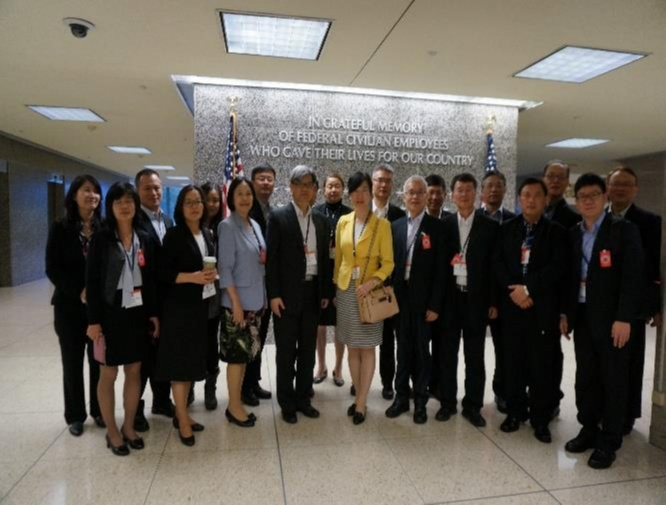 IN GRATEFUL MEMORY
OF FEDERAL CIVILIAN EMPLOYEES
WHO GAVE THEIR LIVES FOR OUR COUNTRY